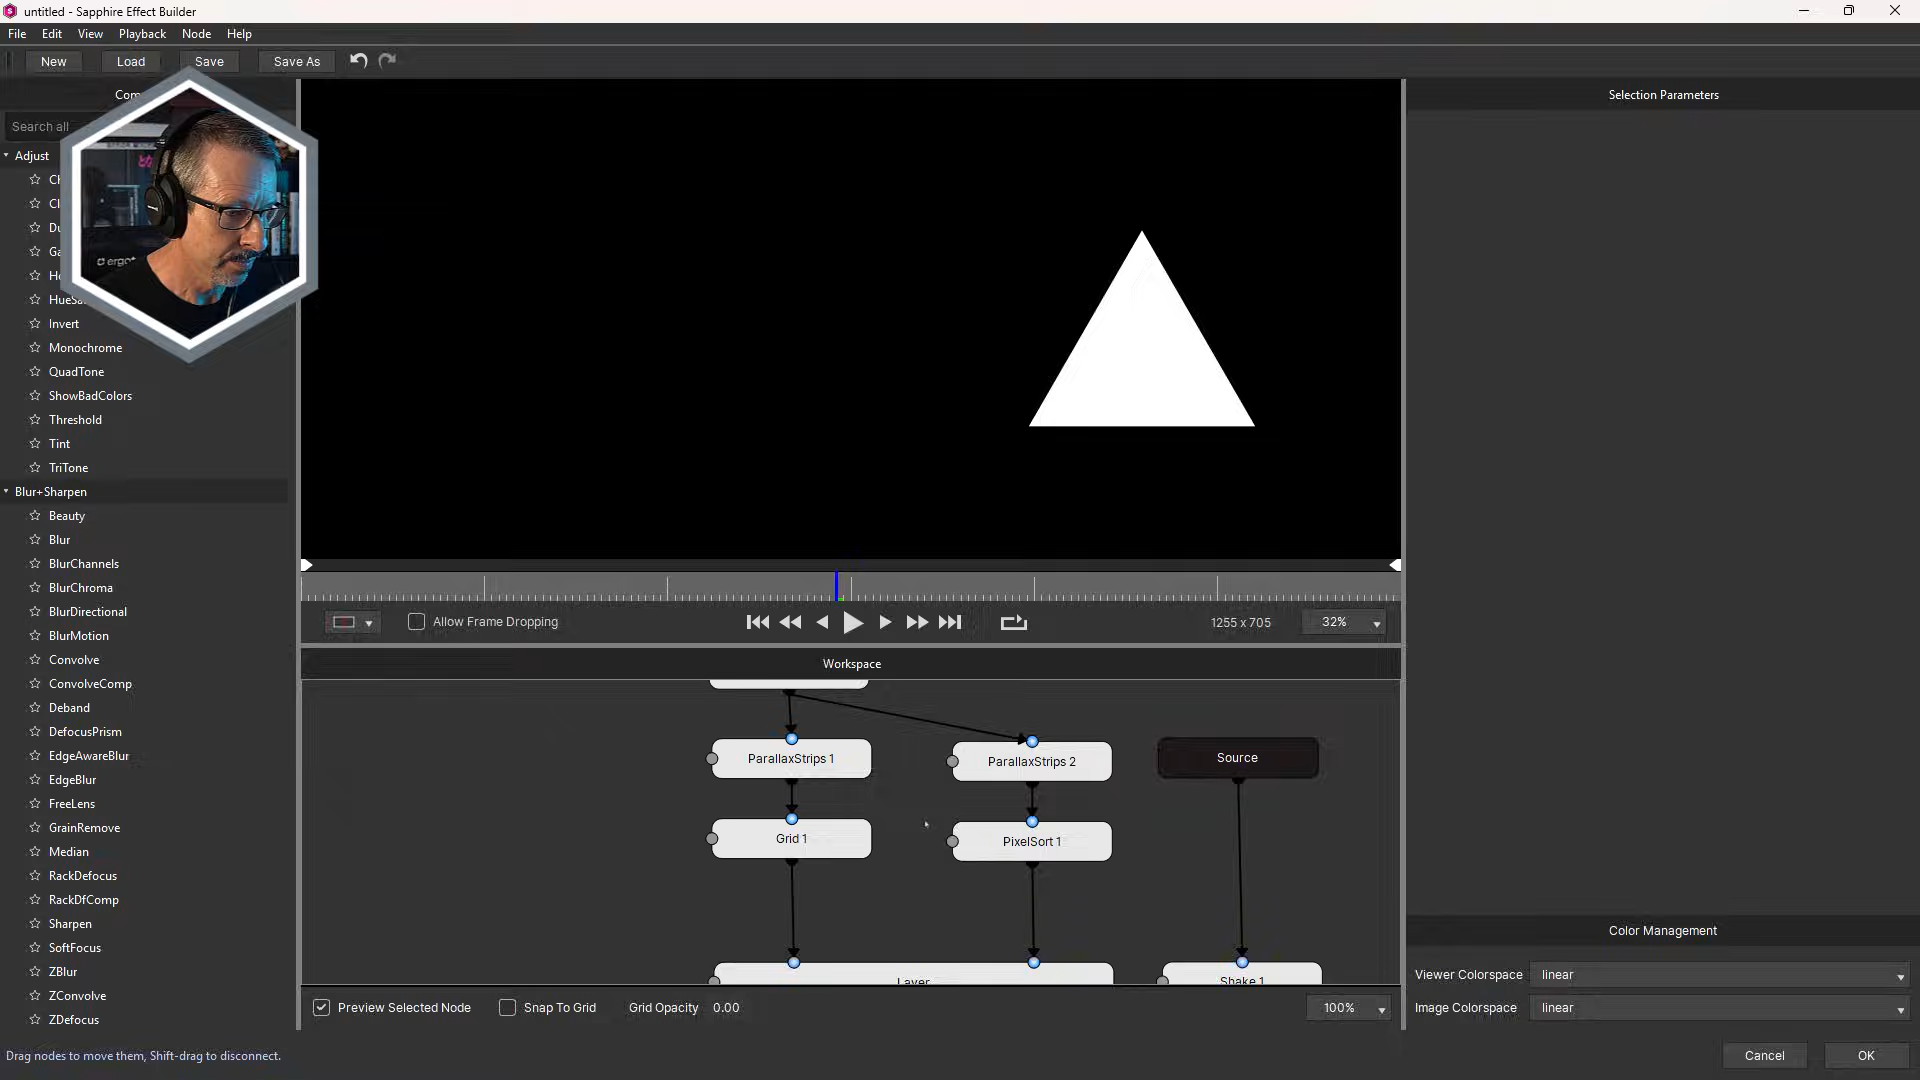 untitled - Sapphire Effect Builder
File Edit View Playback Node Help
New Load Save Save As
Com
Search all
Adjust
Invert
Monochrome
QuadTone
ShowBadColors
Threshold
Tint
TriTone
Blur+Sharpen
Beauty
Blur
BlurChannels
BlurChroma
BlurDirectional
BlurMotion
Convolve
ConvolveComp
Deband
DefocusPrism
EdgeAwareBlur
EdgeBlur
FreeLens
GrainRemove
Median
RackDefocus
RackDfComp
Sharpen
SoftFocus
ZBlur
ZConvolve
ZDefocus
ergot
Allow Frame Dropping
1255 x 705
32%
Workspace
ParallaxStrips 1
ParallaxStrips 2
Source
Grid 1
PixelSort 1
Layer
Shake 1
Preview Selected Node
Snap To Grid
Grid Opacity 0.00
100%
Selection Parameters
Color Management
Viewer Colorspace linear
Image Colorspace linear
Drag nodes to move them, Shift-drag to disconnect.
Cancel OK